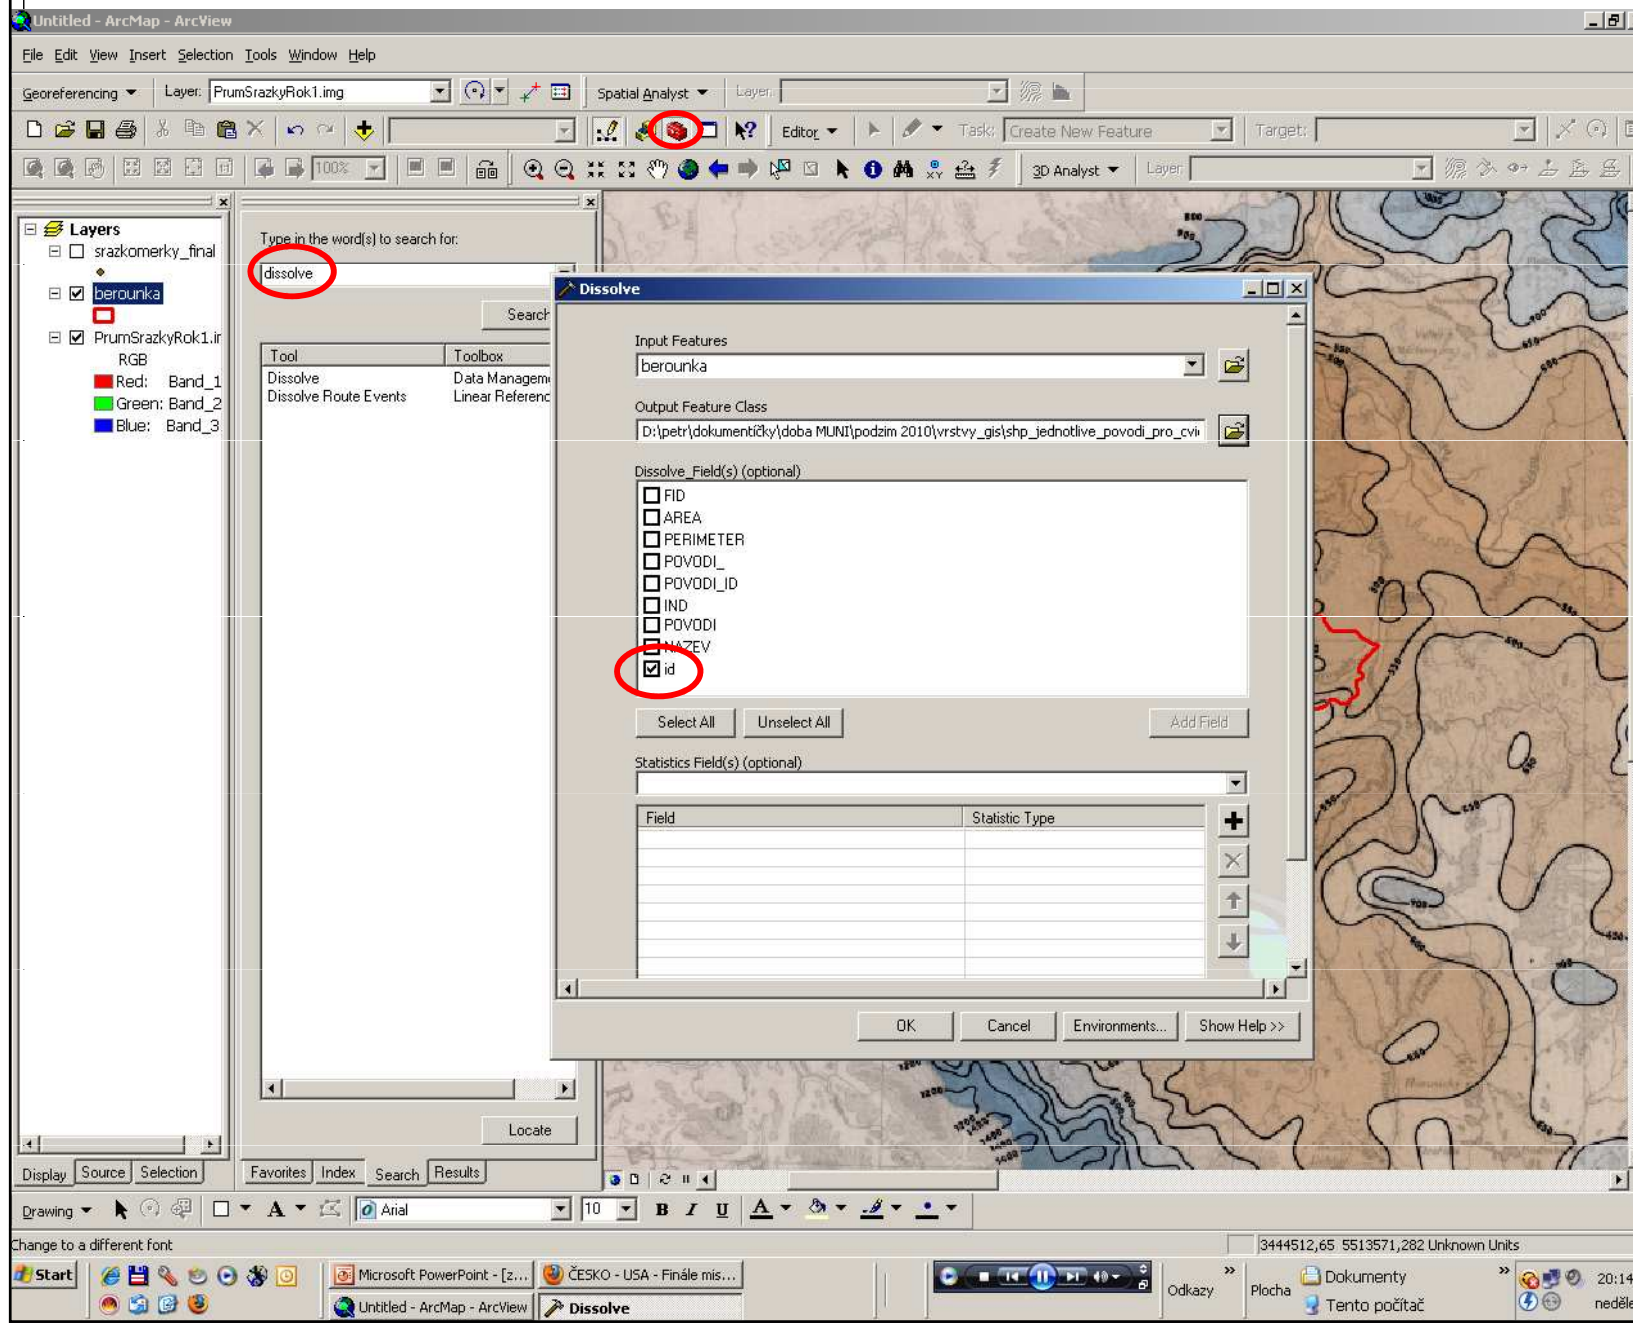 Untitled - ArcMap - ArcView
File Edit View Insert Selection Tools Window Help
Georeferencing Layer: PrumSrazkyRok1.img Spatial Analyst Layer:
Editor Task: Create New Feature Target:
100% 3D Analyst Layer:
Layers
srazkomerky_final
berounka
PrumSrazkyRok1.ir
RGB
Red: Band_1
Green: Band_2
Blue: Band_3
Display Source Selection
Type in the word(s) to search for:
dissolve
Search
Tool Toolbox
Dissolve Data Managem
Dissolve Route Events Linear Referenc
Locate
Favorites Index Search Results
Dissolve
Input Features
berounka
Output Feature Class
D:\petr\dokumentíčky\doba MUNI\podzim 2010\vrstvy_gis\shp_jednotlive_povodi_pro_cvi
Dissolve_Field(s) (optional)
FID
AREA
PERIMETER
POVODI_
POVODI_ID
IND
POVODI
NAZEV
id
Select All Unselect All Add Field
Statistics Field(s) (optional)
Field Statistic Type
OK Cancel Environments... Show Help >>
Drawing A Arial 10 B I U A
Change to a different font
3444512,65 5513571,282 Unknown Units
Start Microsoft PowerPoint - [z... ČESKO - USA - Finále mis... Odkazy » Plocha Dokumenty » 20:14
Untitled - ArcMap - ArcView Dissolve Tento počítač neděle